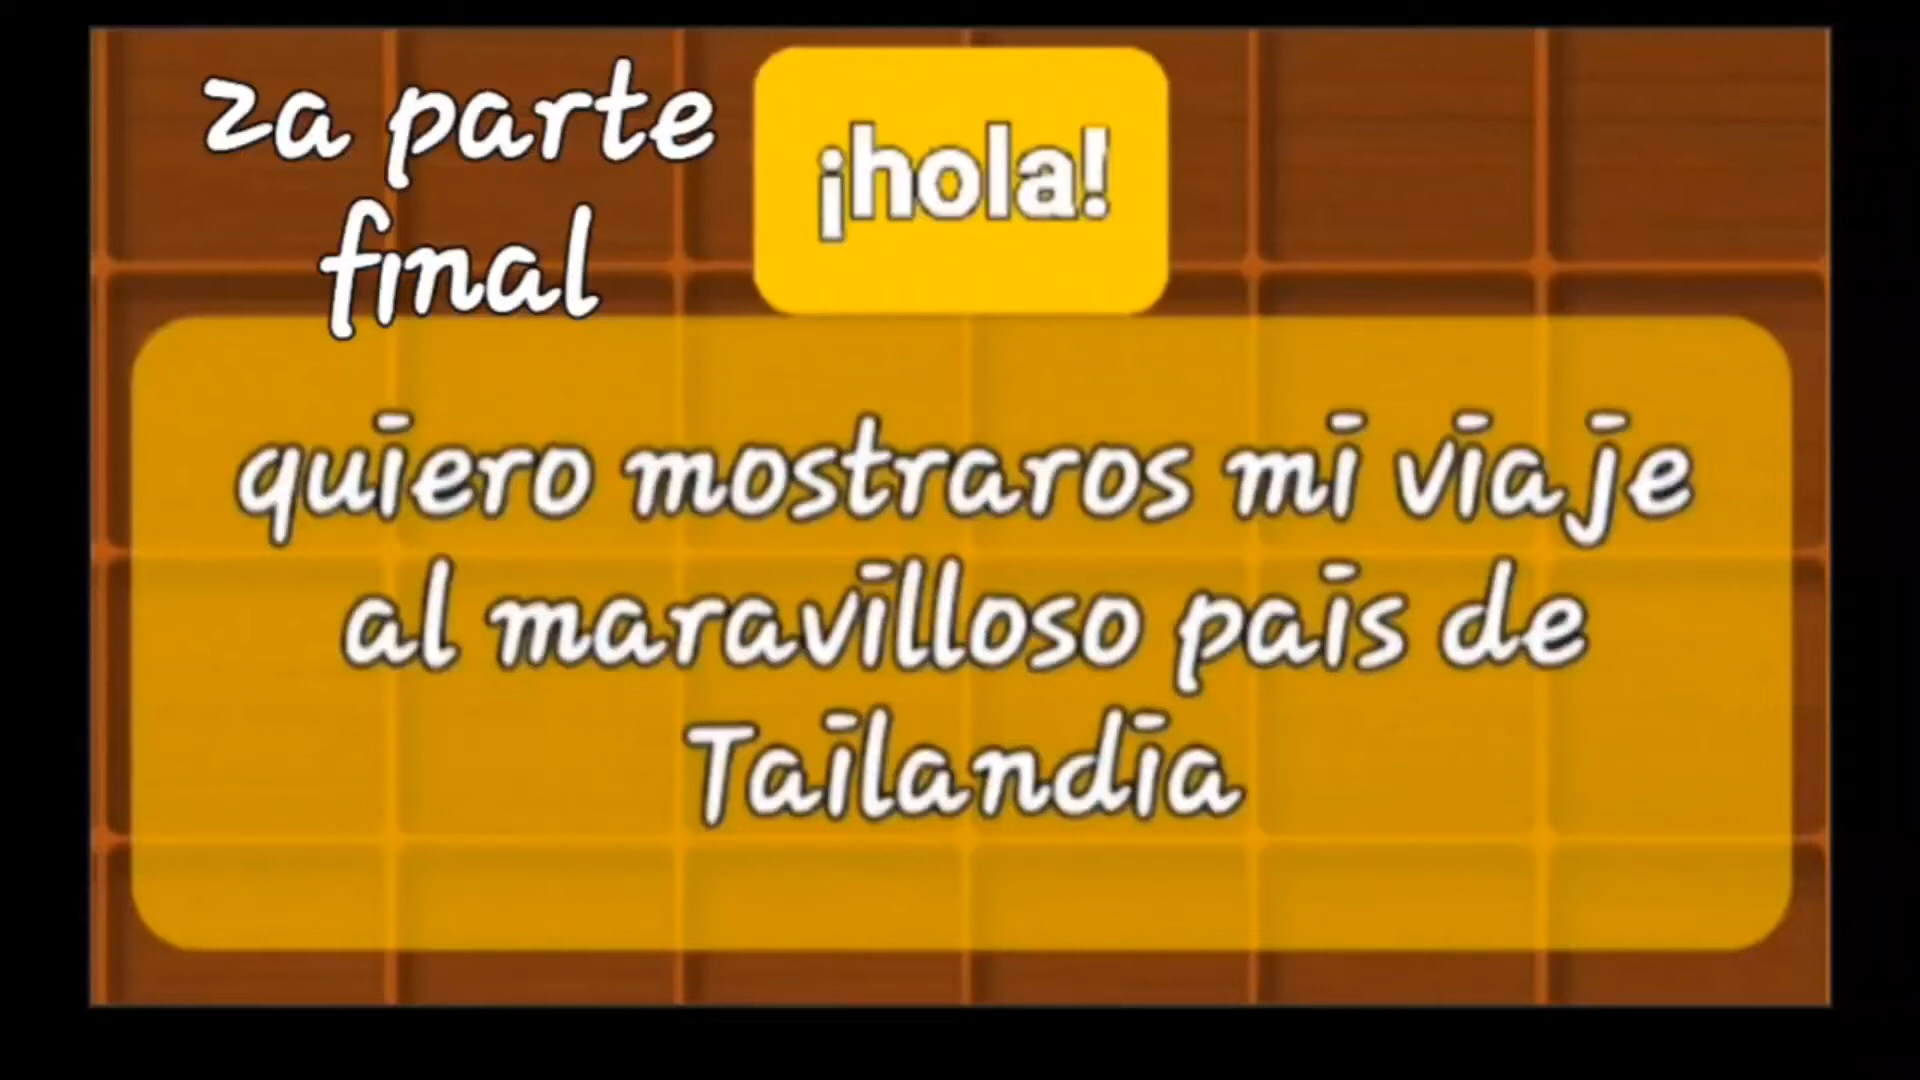 2a parte
final
¡hola!
quiero mostraros mi viaje
al maravilloso pais de
Tailandia